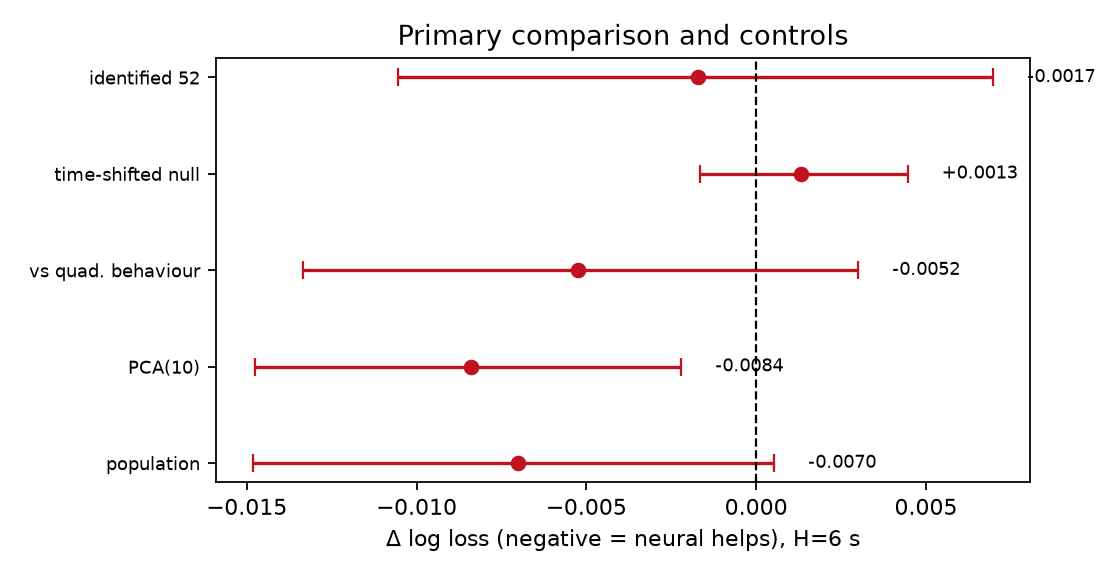 Primary comparison and controls
identified 52
-0.0017
time-shifted null
+0.0013
vs quad. behaviour
-0.0052
PCA(10)
-0.0084
population
-0.0070
−0.015 −0.010 −0.005 0.000 0.005
Δ log loss (negative = neural helps), H=6 s